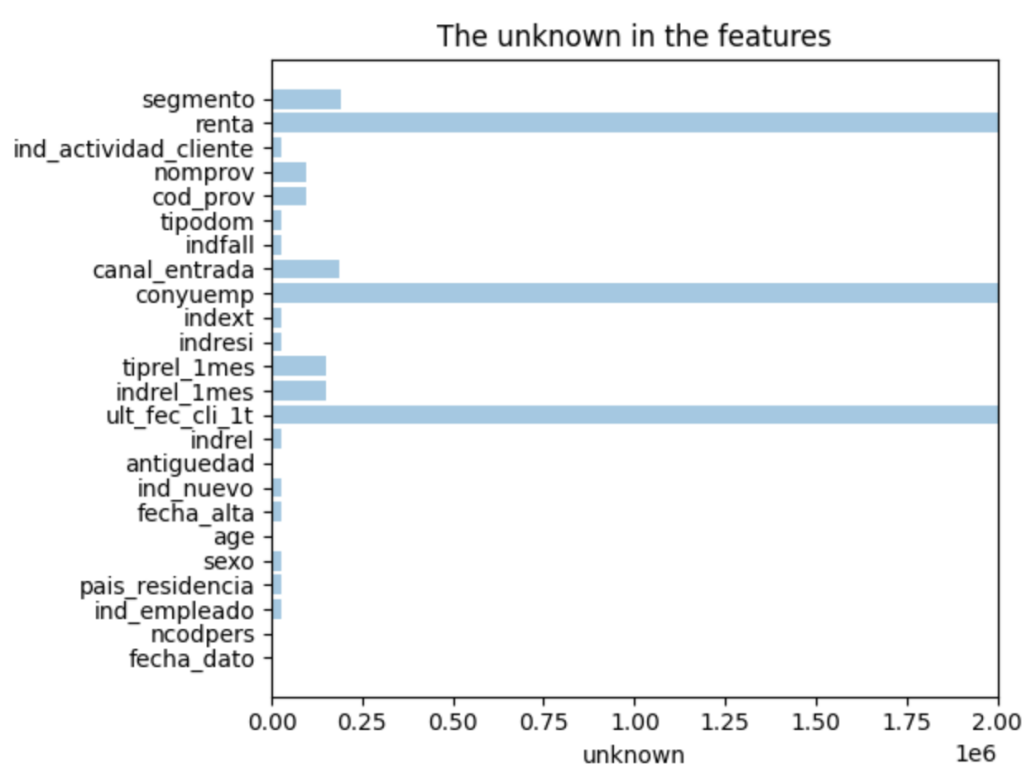 The unknown in the features
segmento
renta
ind_actividad_cliente
nomprov
cod_prov
tipodom
indfall
canal_entrada
conyuemp
indext
indresi
tiprel_1mes
indrel_1mes
ult_fec_cli_1t
indrel
antiguedad
ind_nuevo
fecha_alta
age
sexo
pais_residencia
ind_empleado
ncodpers
fecha_dato
0.00 0.25 0.50 0.75 1.00 1.25 1.50 1.75 2.00
unknown 1e6